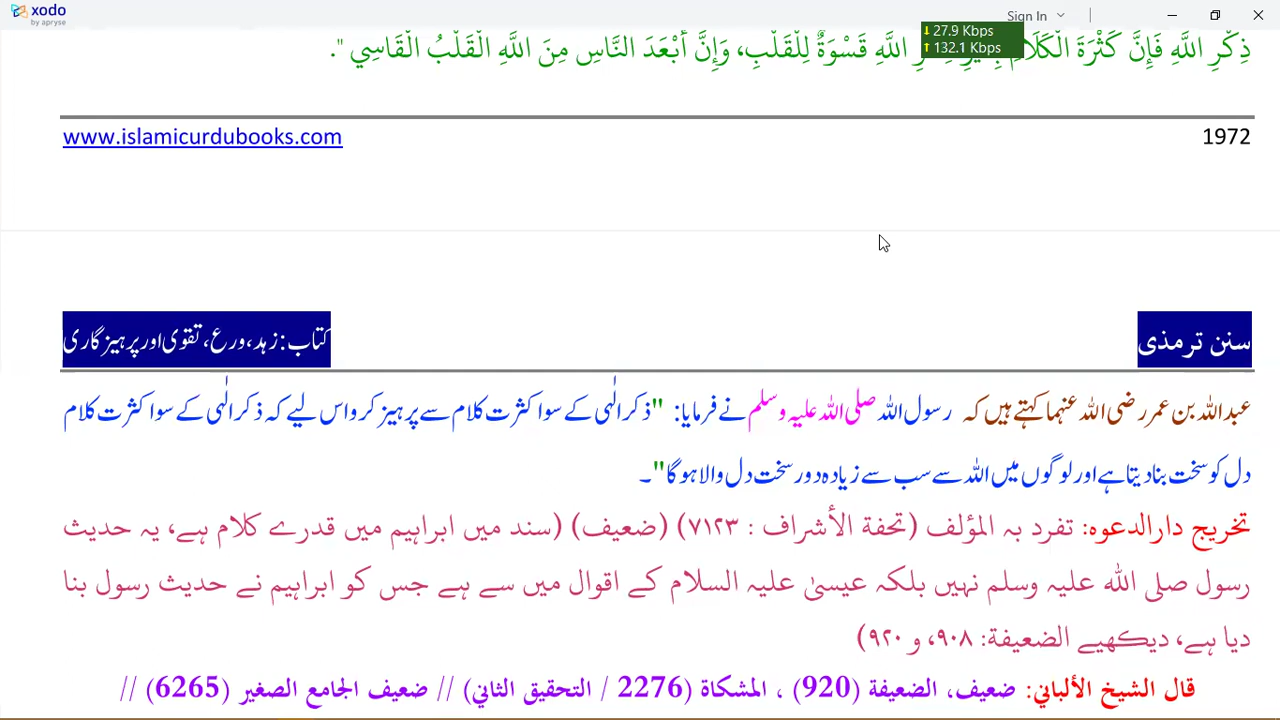 xodo
by apryse
Sign In
27.9 Kbps
132.1 Kbps
ذِكْرِ اللَّهِ فَإِنَّ كَثْرَةَ الْكَلَامِ بِغَيْرِ ذِكْرِ اللَّهِ قَسْوَةٌ لِلْقَلْبِ، وَإِنَّ أَبْعَدَ النَّاسِ مِنَ اللَّهِ الْقَلْبُ الْقَاسِي ".
www.islamicurdubooks.com 1972
سنن ترمذی
کتاب: زہد، ورع، تقوی اور پرہیزگاری
عبداللہ بن عمر رضی الله عنہما کہتے ہیں کہ رسول اللہ صلی اللہ علیہ وسلم نے فرمایا: "ذکر الٰہی کے سوا کثرت کلام سے پرہیز کرو اس لیے کہ ذکر الٰہی کے سوا کثرت کلام
دل کو سخت بنا دیتا ہے اور لوگوں میں اللہ سے سب سے زیادہ دور سخت دل والا ہو گا"۔
تخریج دارالدعوہ: تفرد بہ المؤلف (تحفة الأشراف : ۷۱۲۳) (ضعیف) (سند میں ابراہیم میں قدرے کلام ہے، یہ حدیث
رسول صلی الله علیہ وسلم نہیں بلکہ عیسیٰ علیہ السلام کے اقوال میں سے ہے جس کو ابراہیم نے حدیث رسول بنا
دیا ہے، دیکھیے الضعیفة: ۹۰۸، و ۹۲۰)
قال الشيخ الألباني: ضعيف، الضعيفة (920) ، المشكاة (2276 / التحقيق الثاني) // ضعيف الجامع الصغير (6265) //